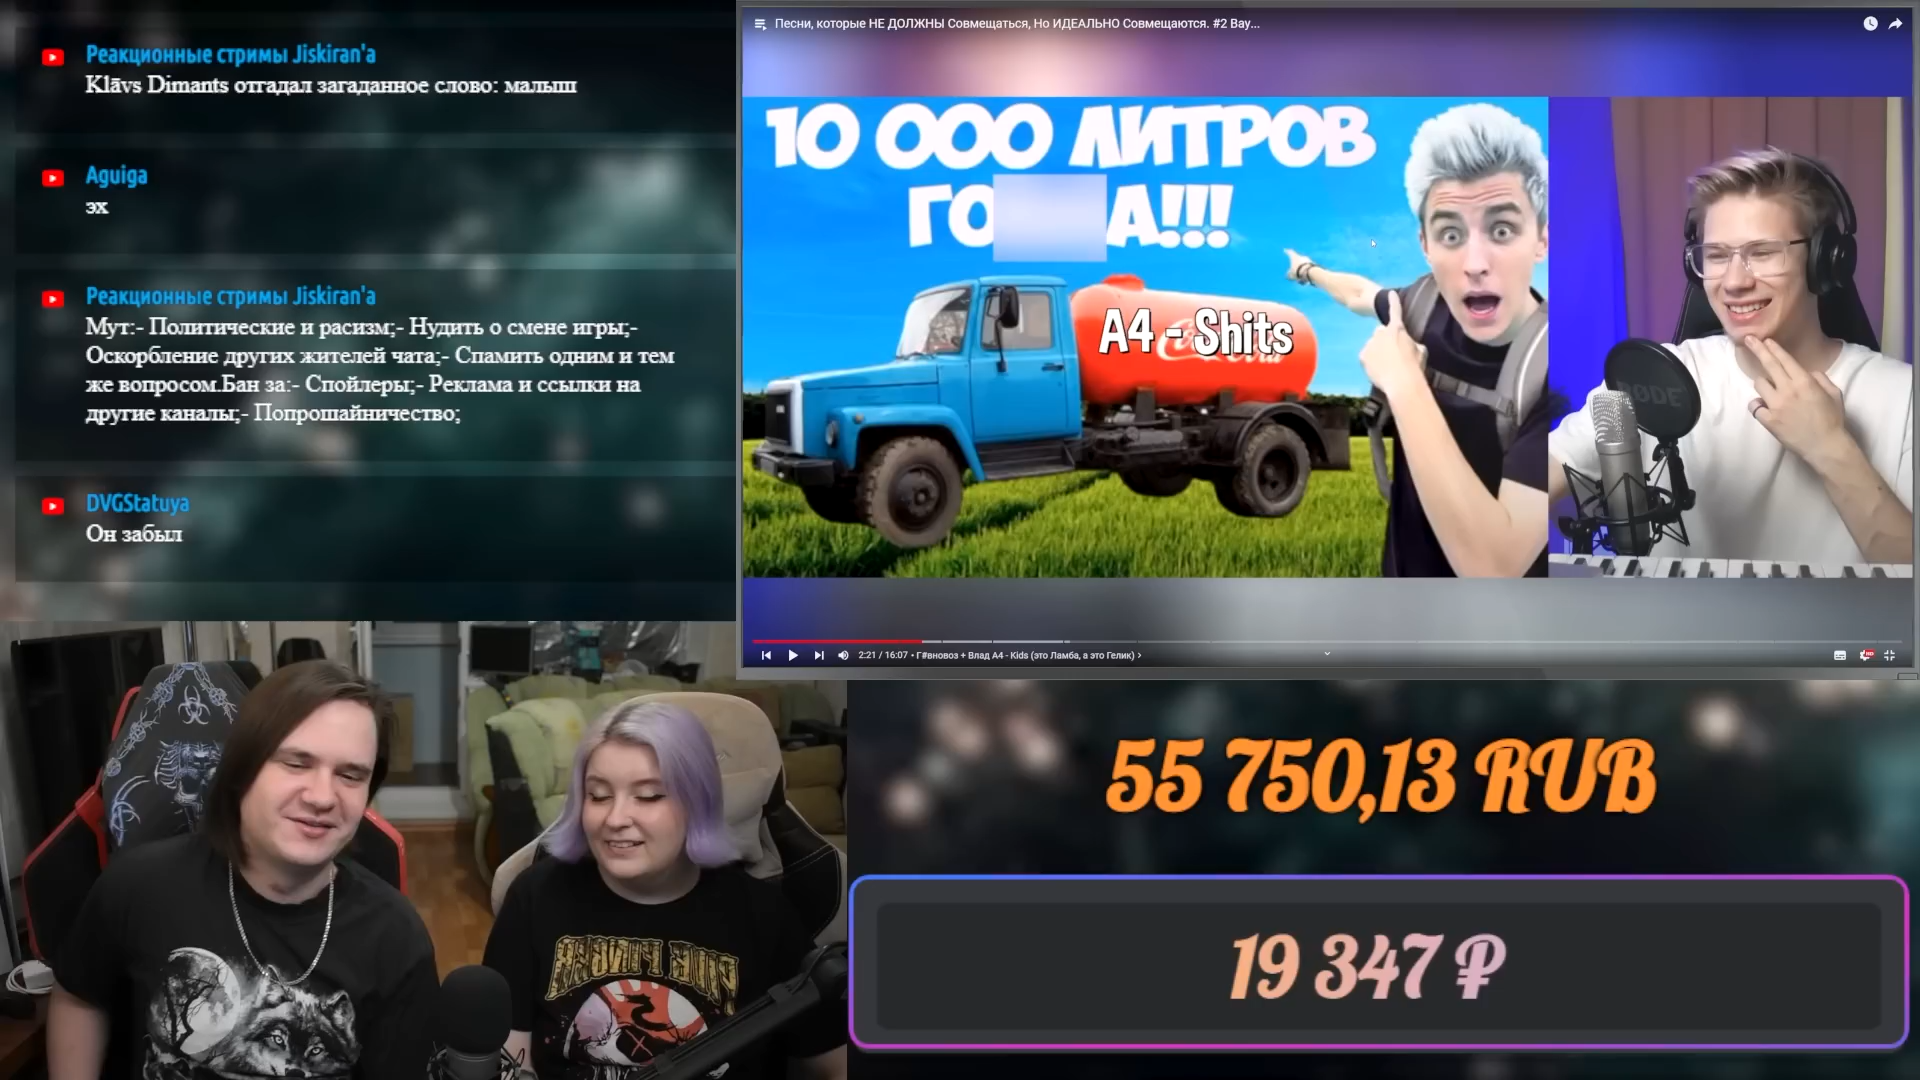 Реакционные стримы Jiskiran'а
Klāvs Dimants отгадал загаданное слово: малыш
Aguiga
эх
Реакционные стримы Jiskiran'а
Мут:- Политические и расизм;- Нудить о смене игры;-
Оскорбление других жителей чата;- Спамить одним и тем
же вопросом.Бан за:- Спойлеры;- Реклама и ссылки на
другие каналы;- Попрошайничество;
DVGStatuya
Он забыл
Песни, которые НЕ ДОЛЖНЫ Совмещаться, Но ИДЕАЛЬНО Совмещаются. #2 Bay...
10 000 ЛИТРОВ
ГО А!!!
A4 - Shits
RODE
2:21 / 16:07 • Г#вновоз + Влад А4 - Kids (это Ламба, а это Гелик) ›
55 750,13 RUB
19 347 ₽